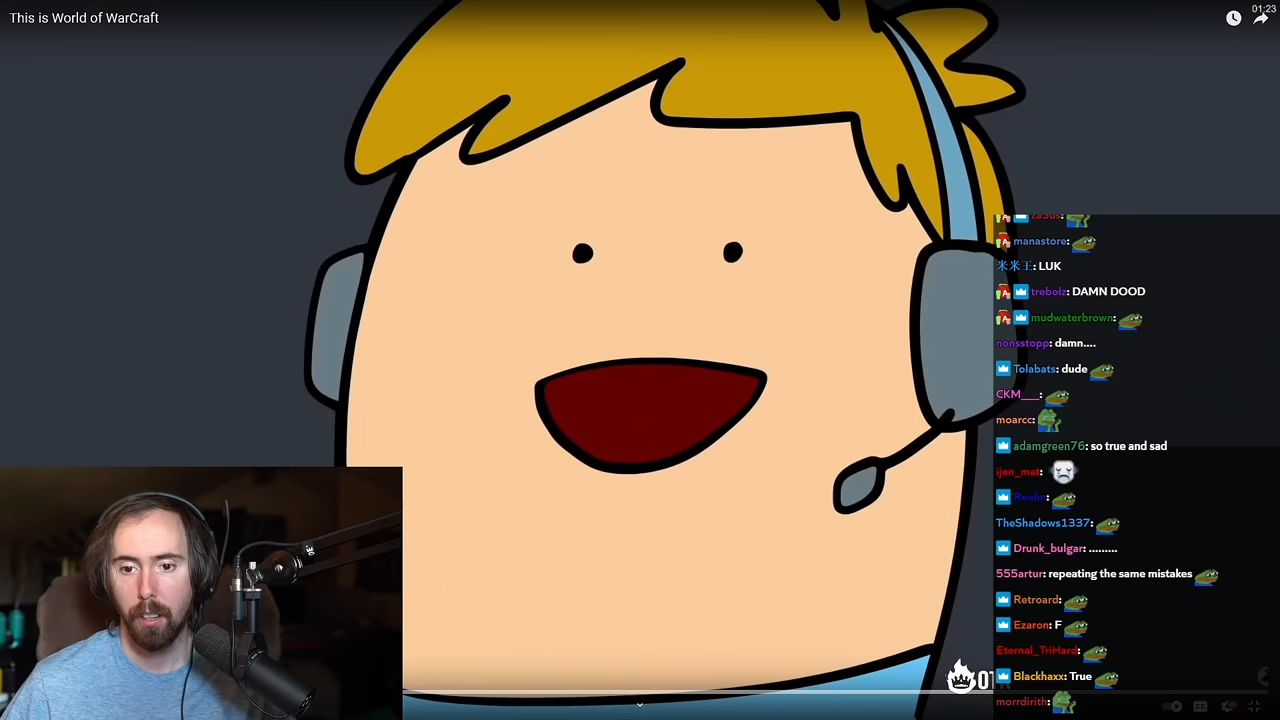 This is World of WarCraft
01:23
zaSus:
manastore:
米米王: LUK
trebolz: DAMN DOOD
mudwaterbrown:
nonsstopp: damn....
Tolabats: dude
CKM___:
moarcc:
adamgreen76: so true and sad
ijen_mat:
Reuhn:
TheShadows1337:
Drunk_bulgar: .........
555artur: repeating the same mistakes
Retroard:
Ezaron: F
Eternal_TriHard:
Blackhaxx: True
morrdirith: